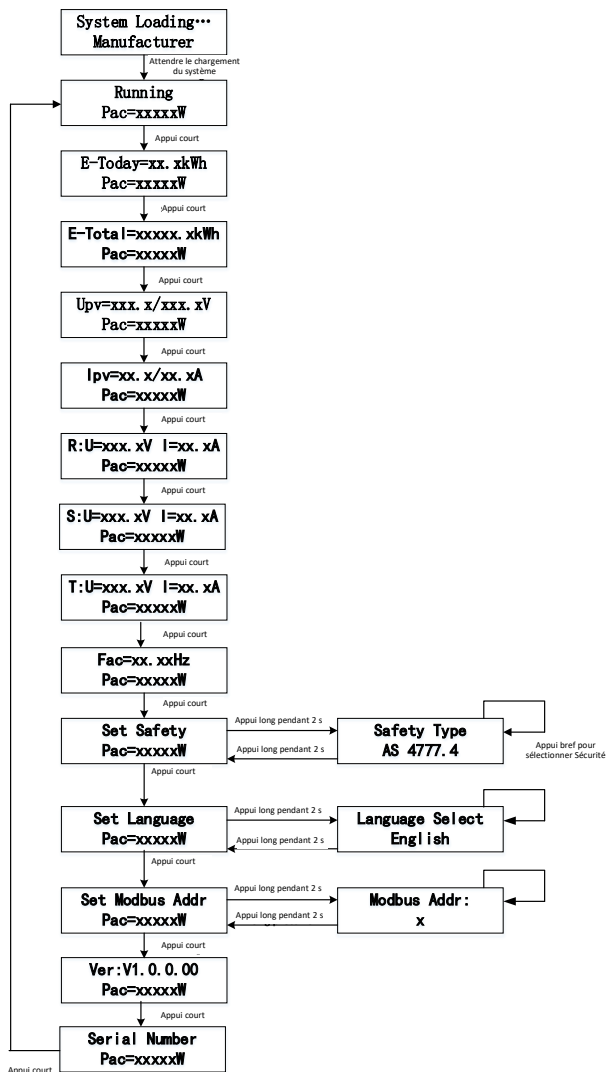 System Loading···
Manufacturer
Attendre le chargement
du système
Running
Pac=xxxxxW
Appui court
E-Today=xx.xkWh
Pac=xxxxxW
Appui court
E-Total=xxxxx.xkWh
Pac=xxxxxW
Appui court
Upv=xxx.x/xxx.xV
Pac=xxxxxW
Appui court
Ipv=xx.x/xx.xA
Pac=xxxxxW
Appui court
R:U=xxx.xV I=xx.xA
Pac=xxxxxW
Appui court
S:U=xxx.xV I=xx.xA
Pac=xxxxxW
Appui court
T:U=xxx.xV I=xx.xA
Pac=xxxxxW
Appui court
Fac=xx.xxHz
Pac=xxxxxW
Appui court
Set Safety
Pac=xxxxxW
Appui long pendant 2 s
Appui long pendant 2 s
Safety Type
AS 4777.4
Appui bref pour
sélectionner Sécurité
Appui court
Set Language
Pac=xxxxxW
Appui long pendant 2 s
Appui long pendant 2 s
Language Select
English
Appui court
Set Modbus Addr
Pac=xxxxxW
Appui long pendant 2 s
Appui long pendant 2 s
Modbus Addr:
x
Appui court
Ver:V1.0.0.00
Pac=xxxxxW
Appui court
Serial Number
Pac=xxxxxW
Appui court